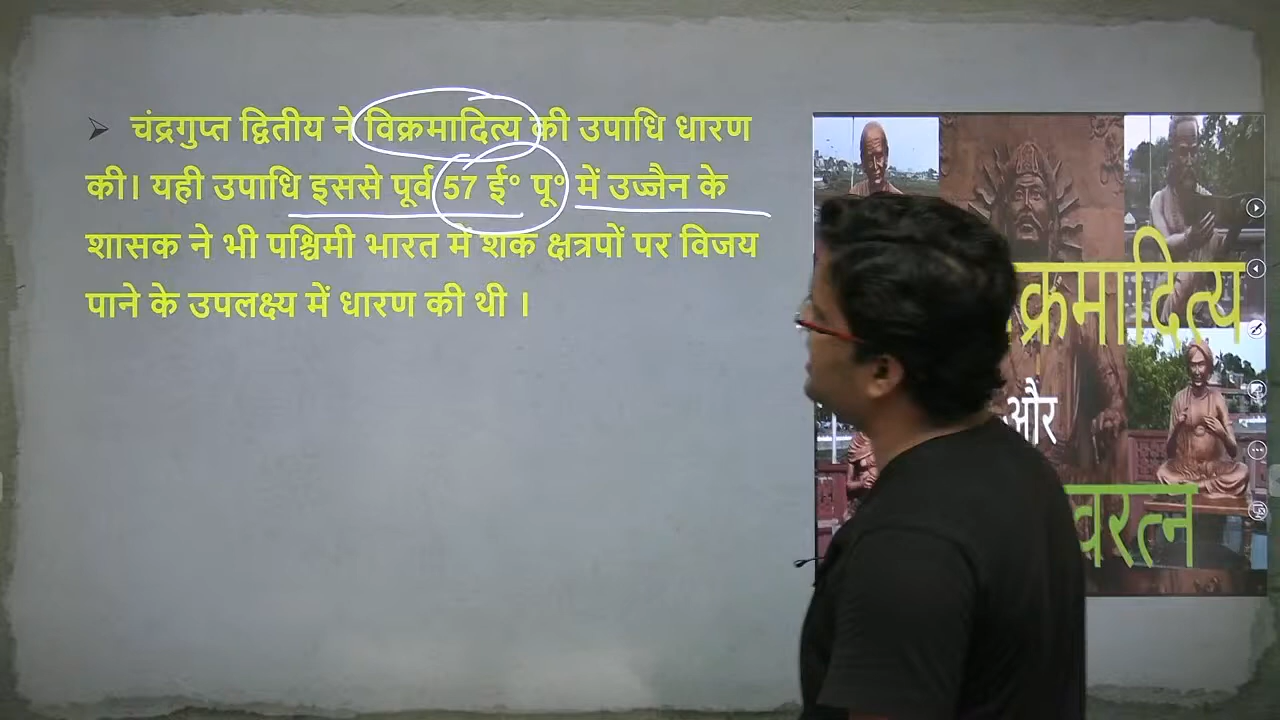 ➤ चंद्रगुप्त द्वितीय ने विक्रमादित्य की उपाधि धारण
की। यही उपाधि इससे पूर्व 57 ई° पू° में उज्जैन के
शासक ने भी पश्चिमी भारत में शक क्षत्रपों पर विजय
पाने के उपलक्ष्य में धारण की थी ।
क्रमादित्य
और
वरत्न